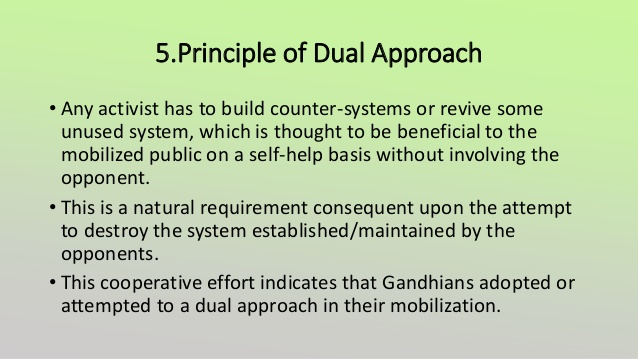 5.Principle of Dual Approach
• Any activist has to build counter-systems or revive some
unused system, which is thought to be beneficial to the
mobilized public on a self-help basis without involving the
opponent.
• This is a natural requirement consequent upon the attempt
to destroy the system established/maintained by the
opponents.
• This cooperative effort indicates that Gandhians adopted or
attempted to a dual approach in their mobilization.